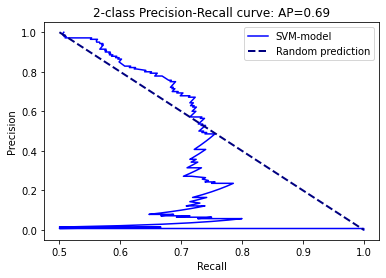 2-class Precision-Recall curve: AP=0.69
SVM-model
Random prediction
Precision
1.0
0.8
0.6
0.4
0.2
0.0
0.5
0.6
0.7
0.8
0.9
1.0
Recall